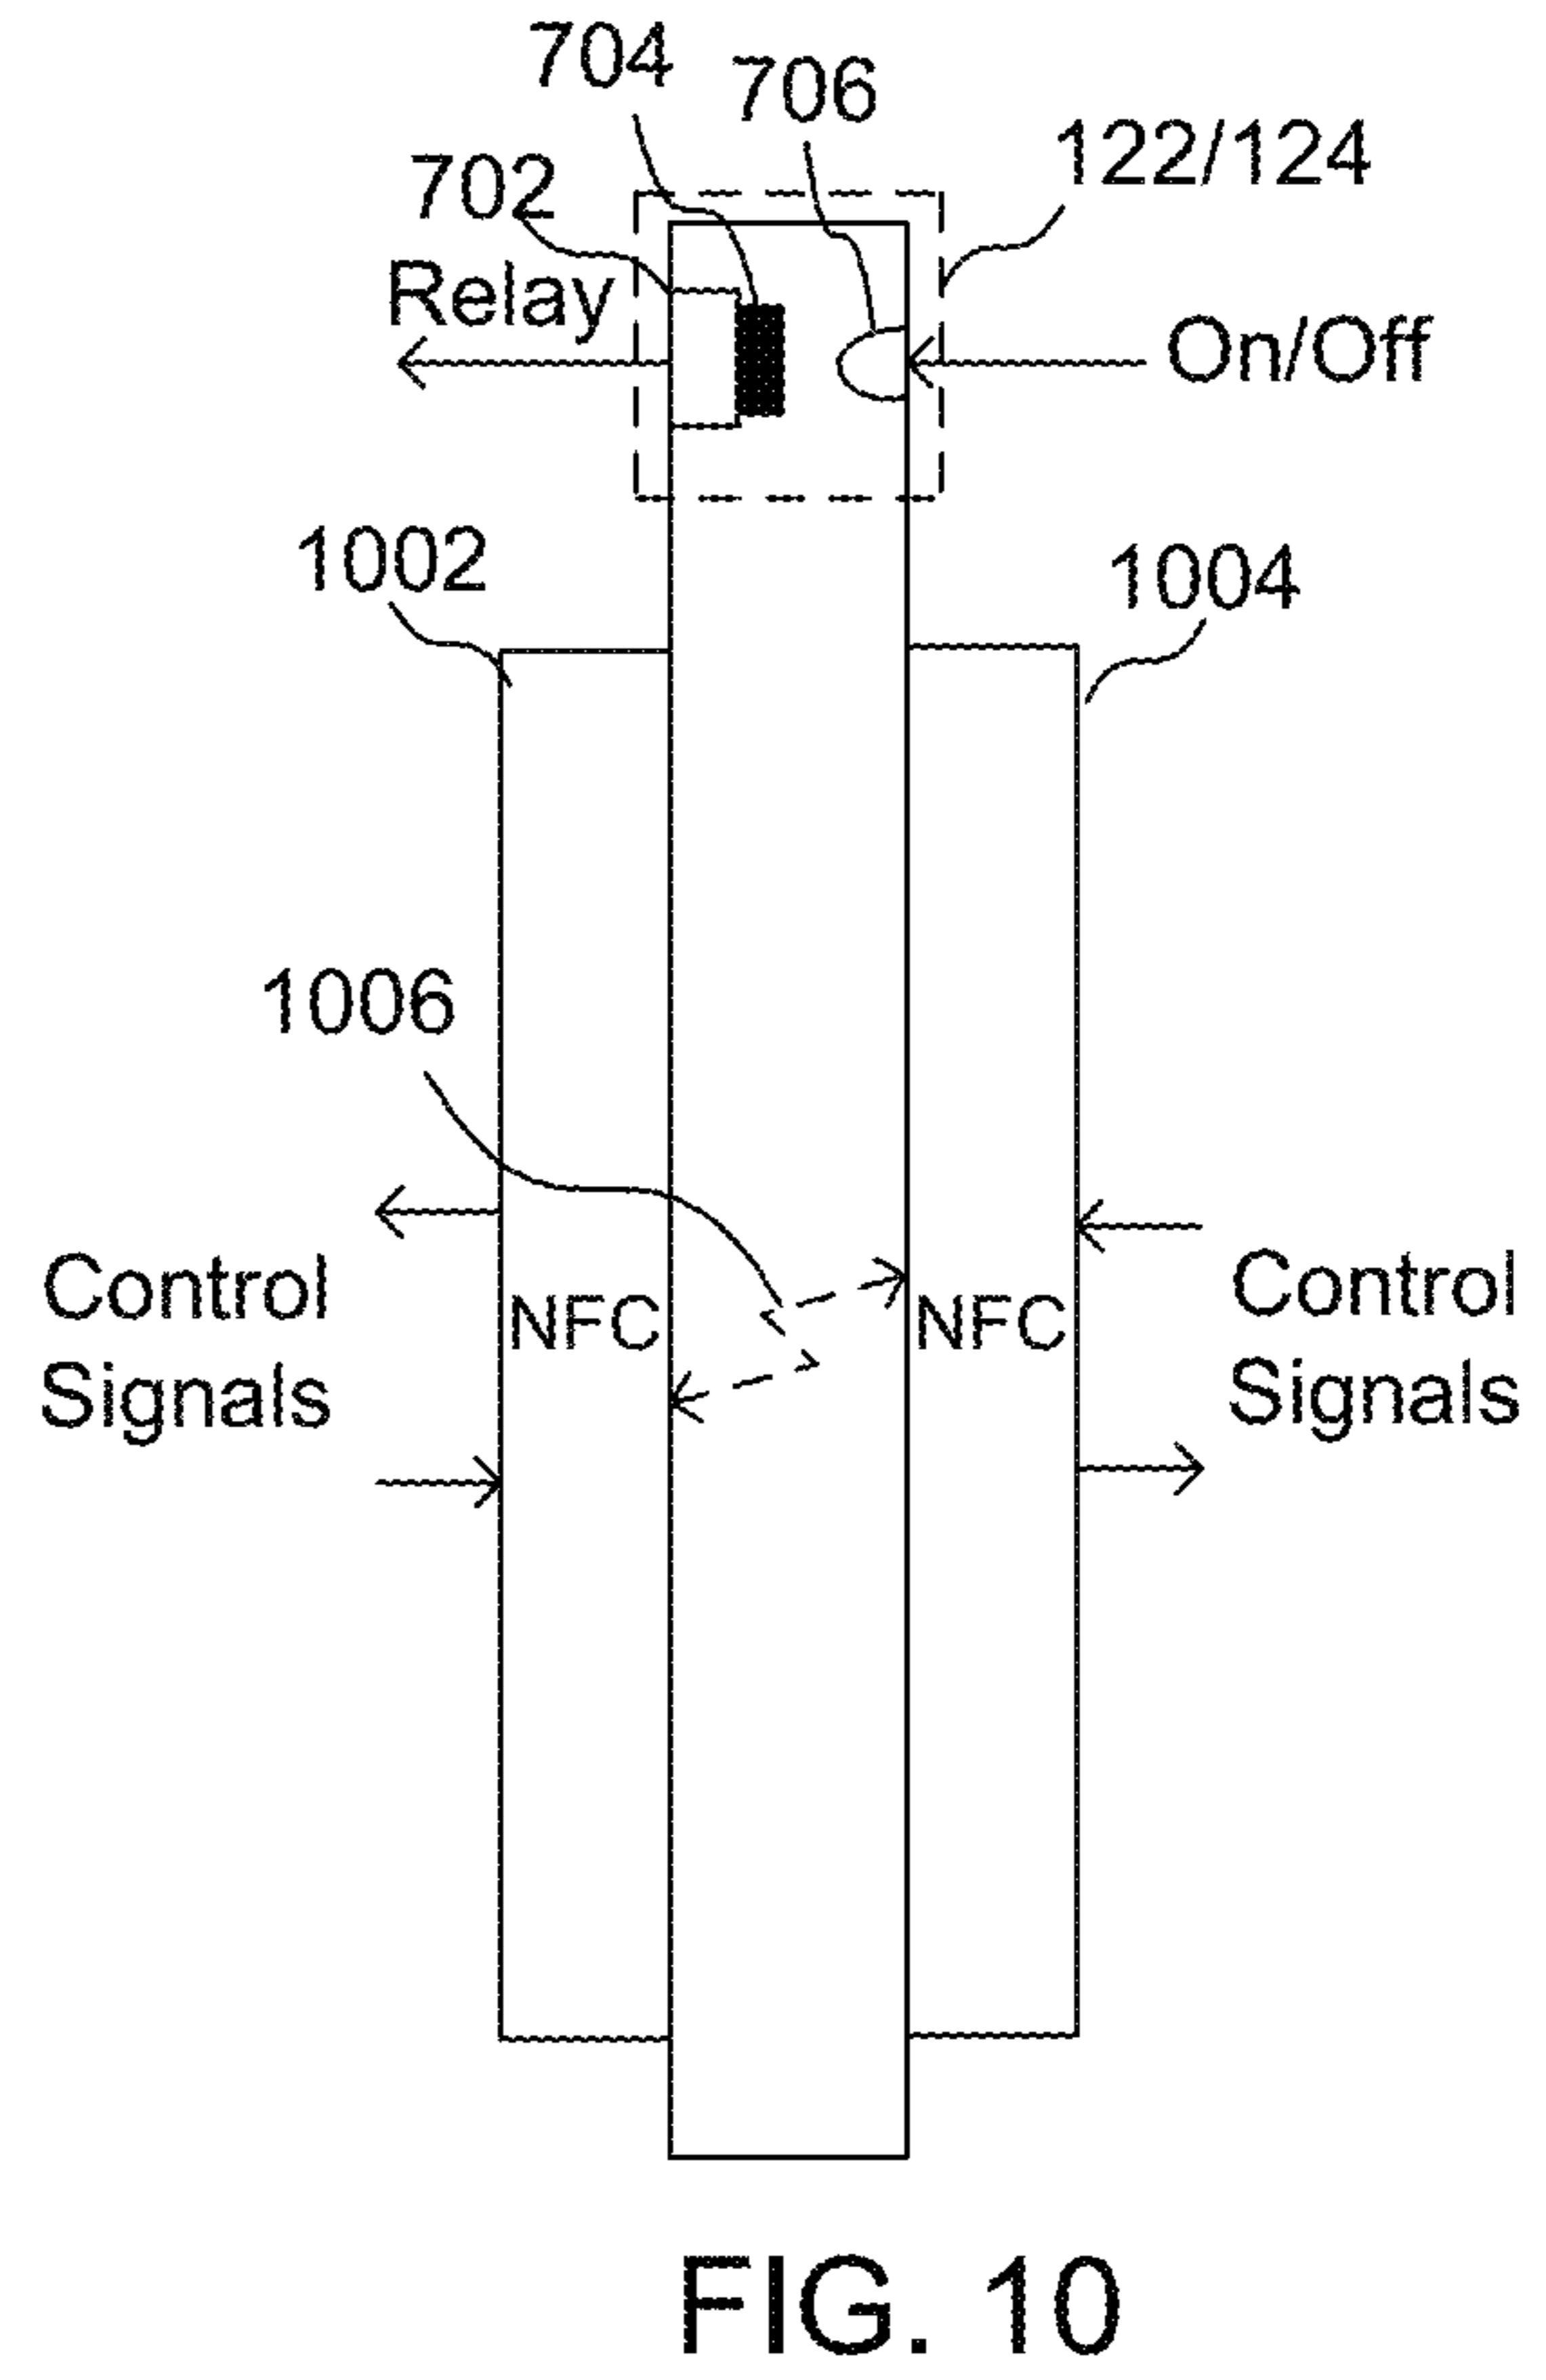 704
706
122/124
702
Relay
On/Off
1002
1004
1006
Control
Signals
NFC
NFC
Control
Signals
FIG. 10